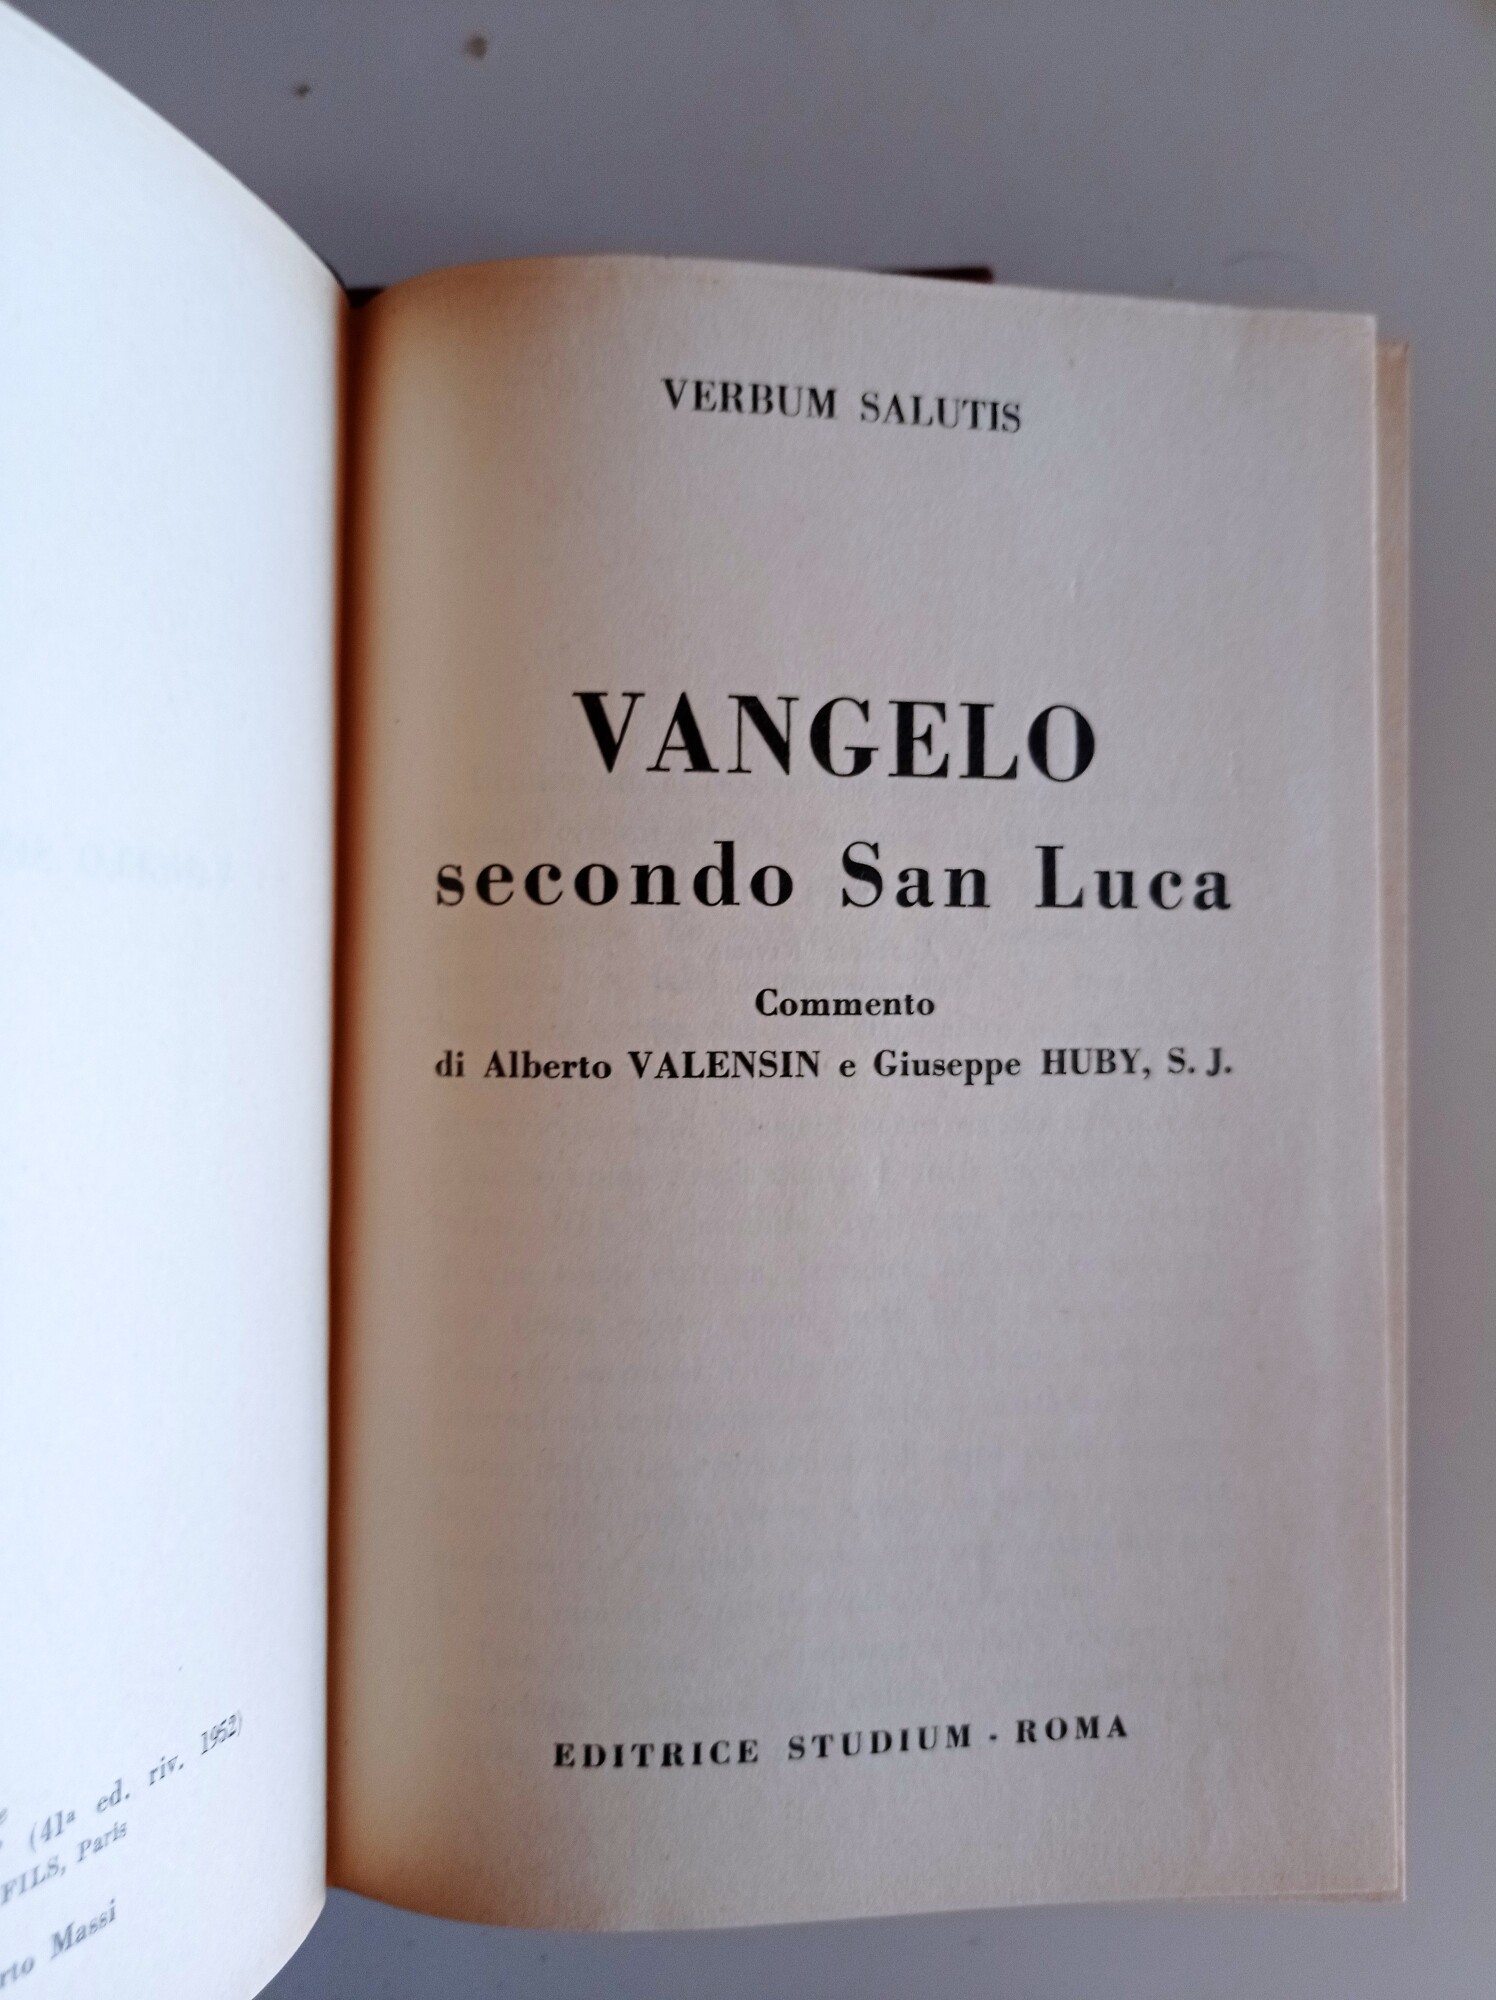 (41ª ed. riv. 1952)
FILS, Paris
Massi
VERBUM SALUTIS
VANGELO
secondo San Luca
Commento
di Alberto VALENSIN e Giuseppe HUBY, S. J.
EDITRICE STUDIUM - ROMA